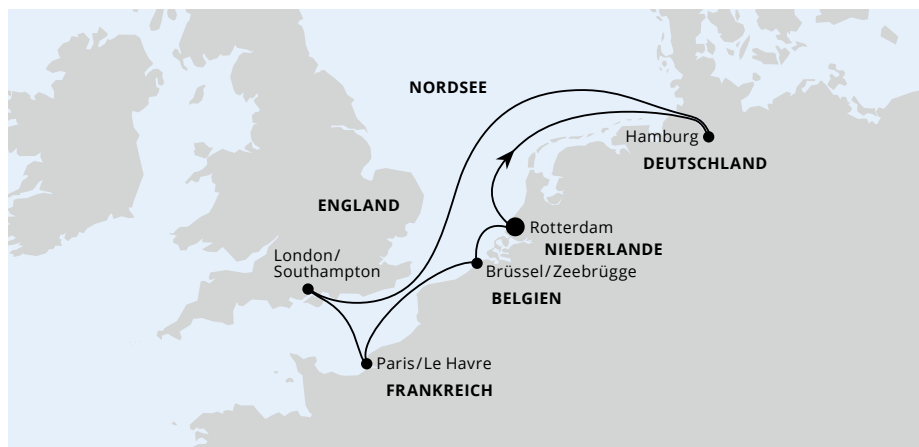 NORDSEE
Hamburg
DEUTSCHLAND
ENGLAND
Rotterdam
NIEDERLANDE
London/
Southampton
Brüssel/Zeebrügge
BELGIEN
Paris/Le Havre
FRANKREICH